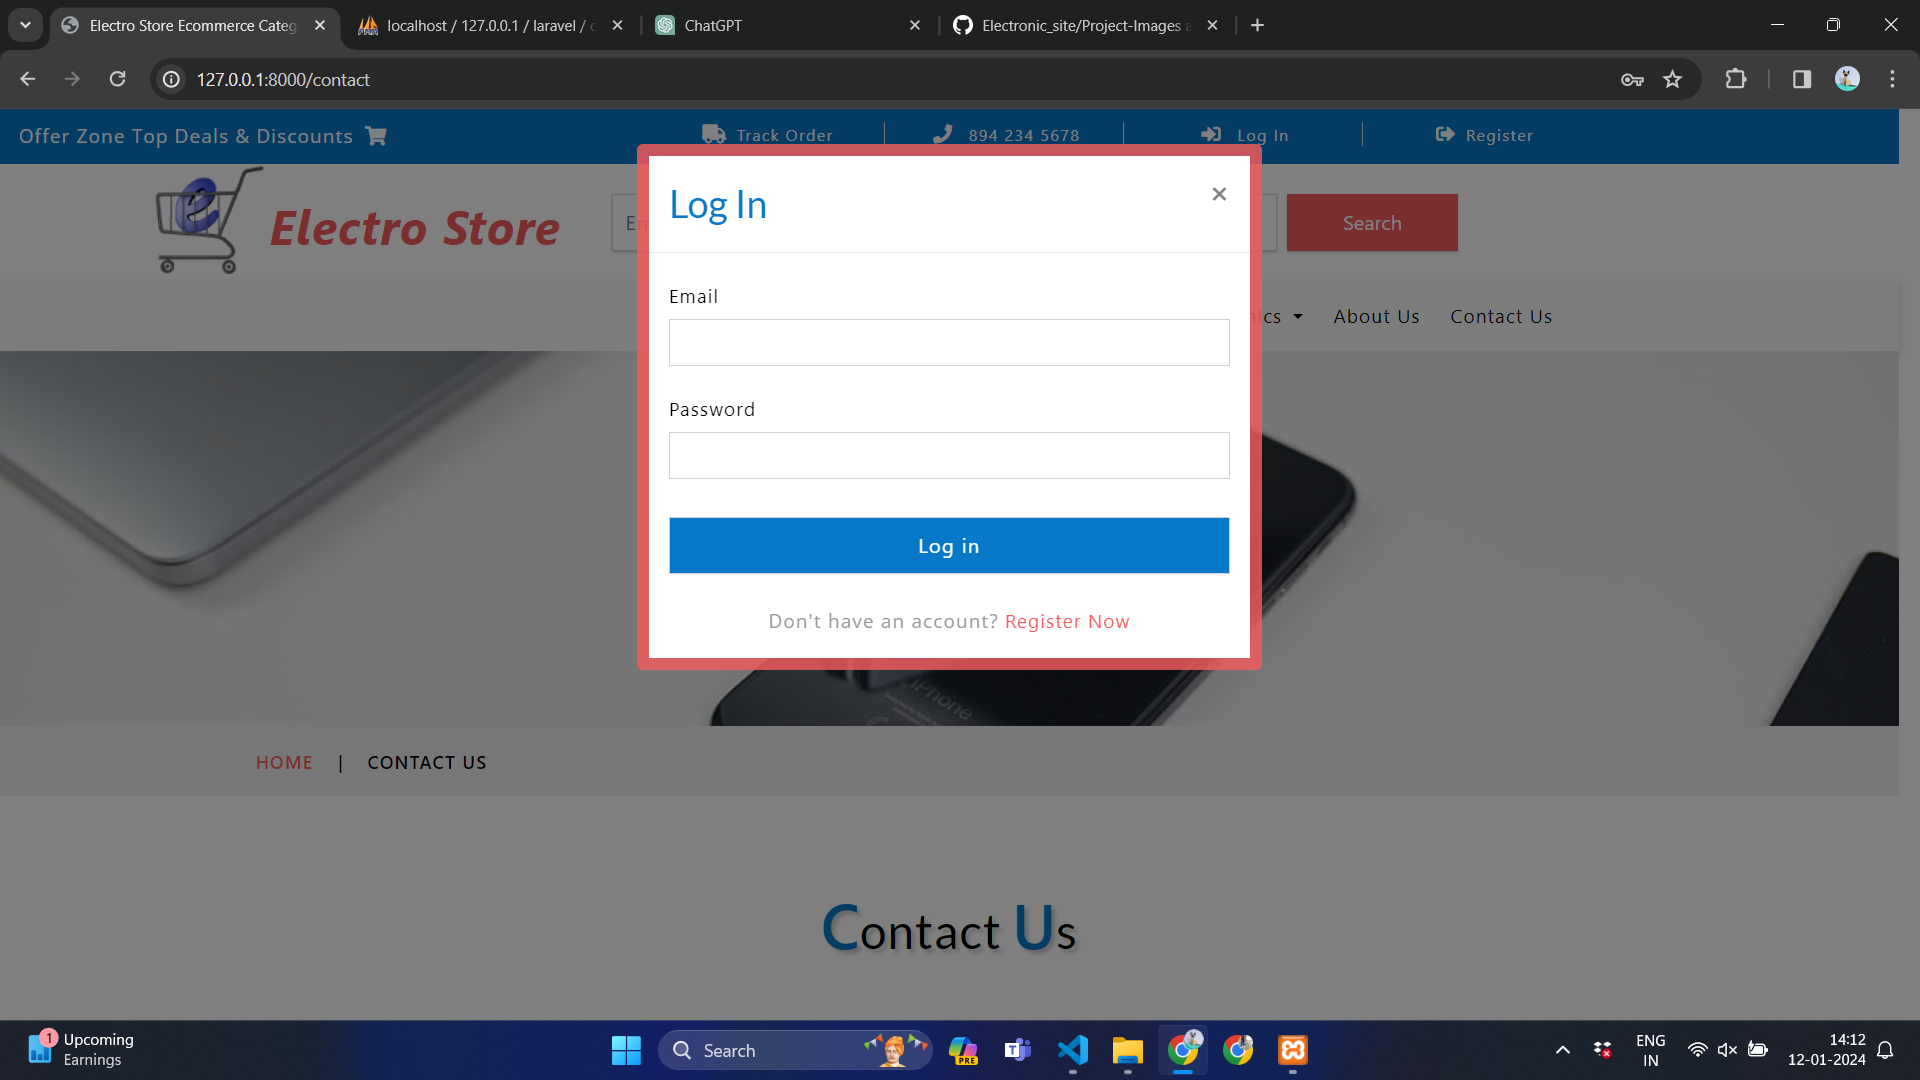 Electro Store Ecommerce Categ
localhost / 127.0.0.1 / laravel / c
ChatGPT
Electronic_site/Project-Images a
127.0.0.1:8000/contact
Offer Zone Top Deals & Discounts
Track Order
894 234 5678
Log In
Register
Electro Store
En
Search
Log In
Email
Password
Log in
Don't have an account? Register Now
ics
About Us
Contact Us
iPhone
HOME | CONTACT US
Contact Us
1
Upcoming
Earnings
Search
PRE
ENG
IN
14:12
12-01-2024